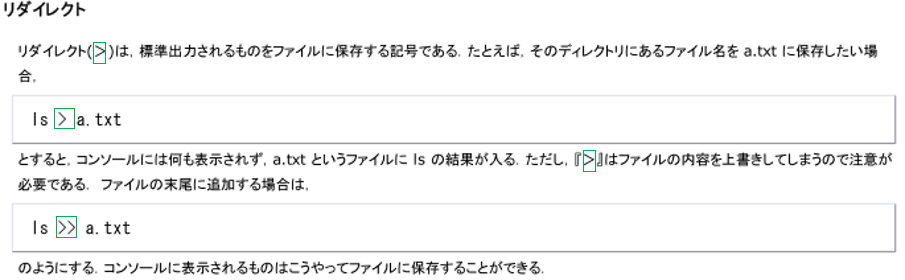 リダイレクト
リダイレクト(>)は，標準出力されるものをファイルに保存する記号である．たとえば，そのディレクトリにあるファイル名を a.txt に保存したい場
合，
ls > a.txt
とすると，コンソールには何も表示されず，a.txt というファイルに ls の結果が入る．ただし，『>』はファイルの内容を上書きしてしまうので注意が
必要である． ファイルの末尾に追加する場合は，
ls >> a.txt
のようにする．コンソールに表示されるものはこうやってファイルに保存することができる．